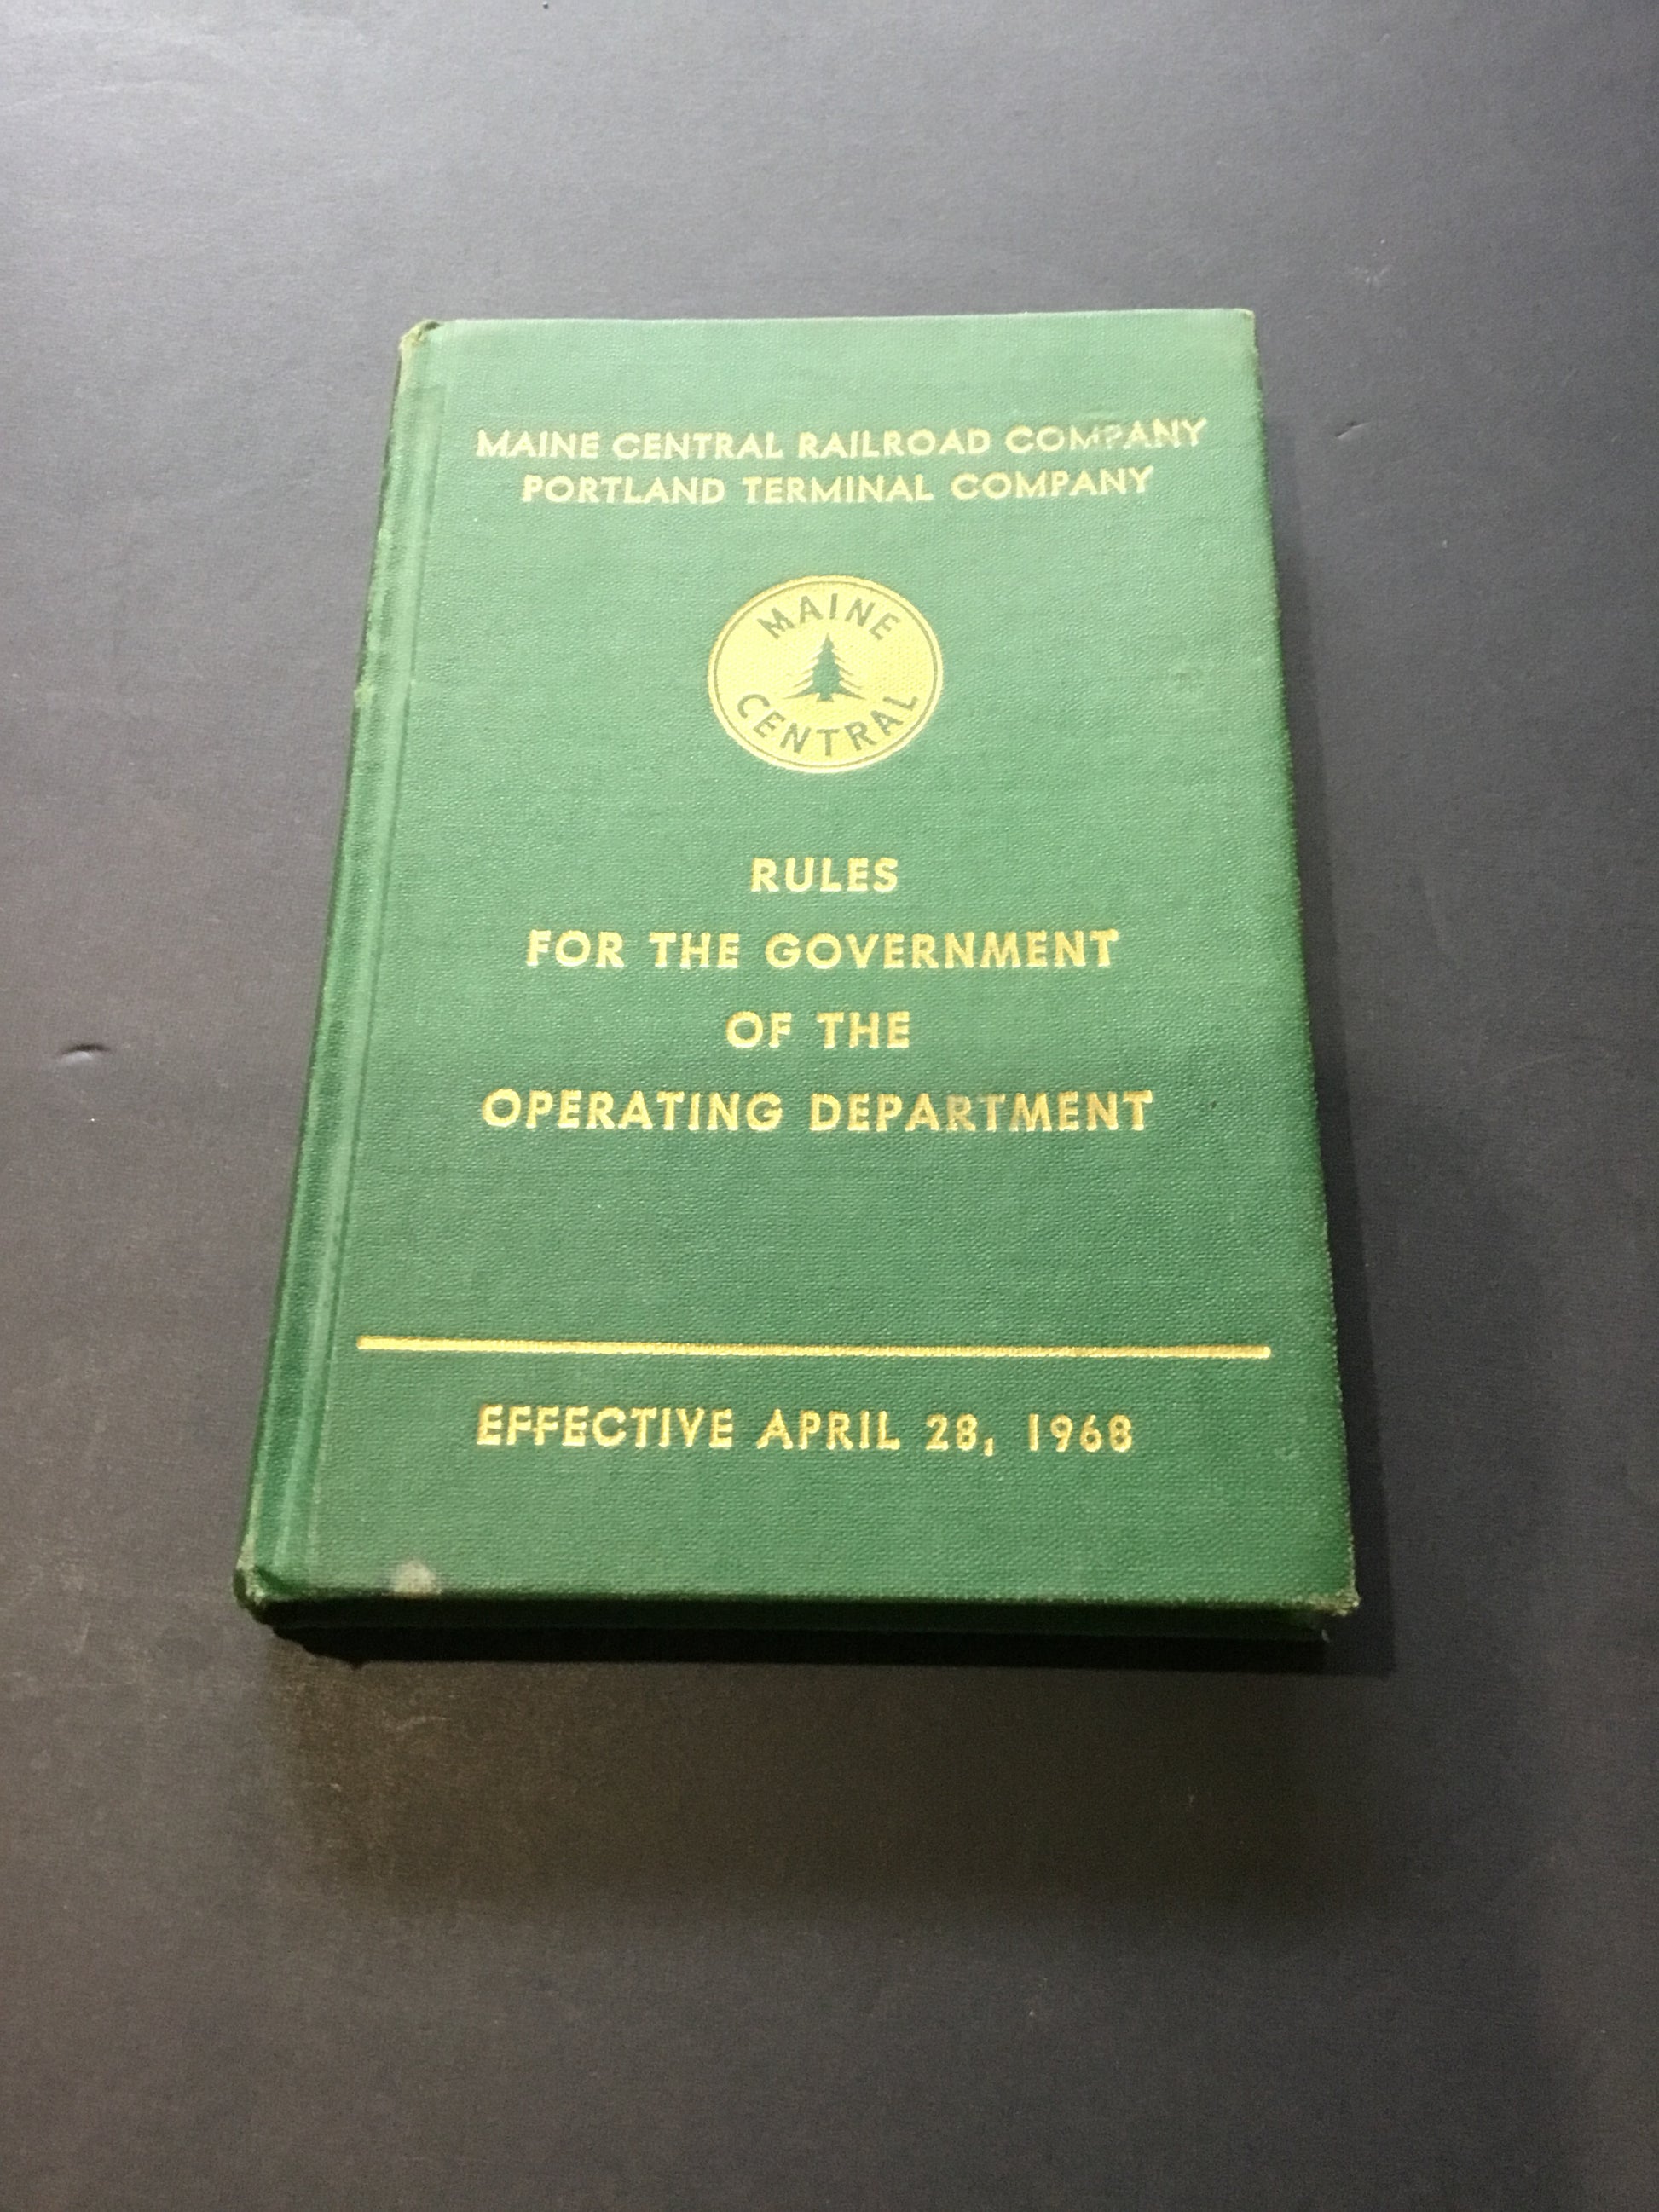 MAINE CENTRAL RAILROAD COMPANY
PORTLAND TERMINAL COMPANY
MAINE
CENTRAL
RULES
FOR THE GOVERNMENT
OF THE
OPERATING DEPARTMENT
EFFECTIVE APRIL 28, 1968